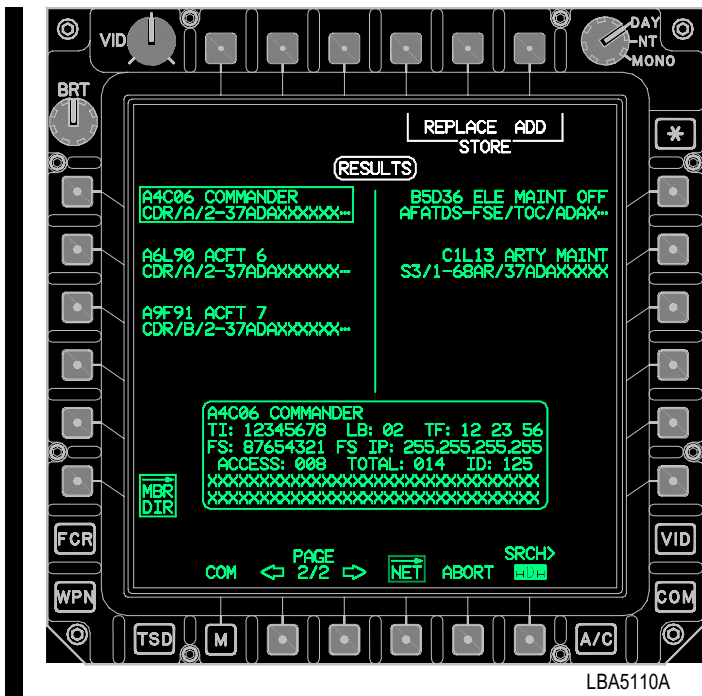 VID
DAY
NT
MONO
BRT
REPLACE ADD
STORE
RESULTS
A4C06 COMMANDER
CDR/A/2-37ADAXXXXXX…
B5D36 ELE MAINT OFF
AFATDS-FSE/TOC/ADAX…
A6L90 ACFT 6
CDR/A/2-37ADAXXXXXX…
C1L13 ARTY MAINT
S3/1-68AR/37ADAXXXXX
A9F91 ACFT 7
CDR/B/2-37ADAXXXXXX…
A4C06 COMMANDER
TI: 12345678 LB: 02 TF: 12 23 56
FS: 87654321 FS IP: 255.255.255.255
ACCESS: 008 TOTAL: 014 ID: 125
XXXXXXXXXXXXXXXXXXXXXXXXXXXXXXXXXXX
XXXXXXXXXXXXXXXXXXXXXXXXXXXXXXXXXXX
MBR
DIR
FCR
VID
PAGE
SRCH>
COM 2/2 NET ABORT ADA
WPN
COM
TSD M A/C
LBA5110A